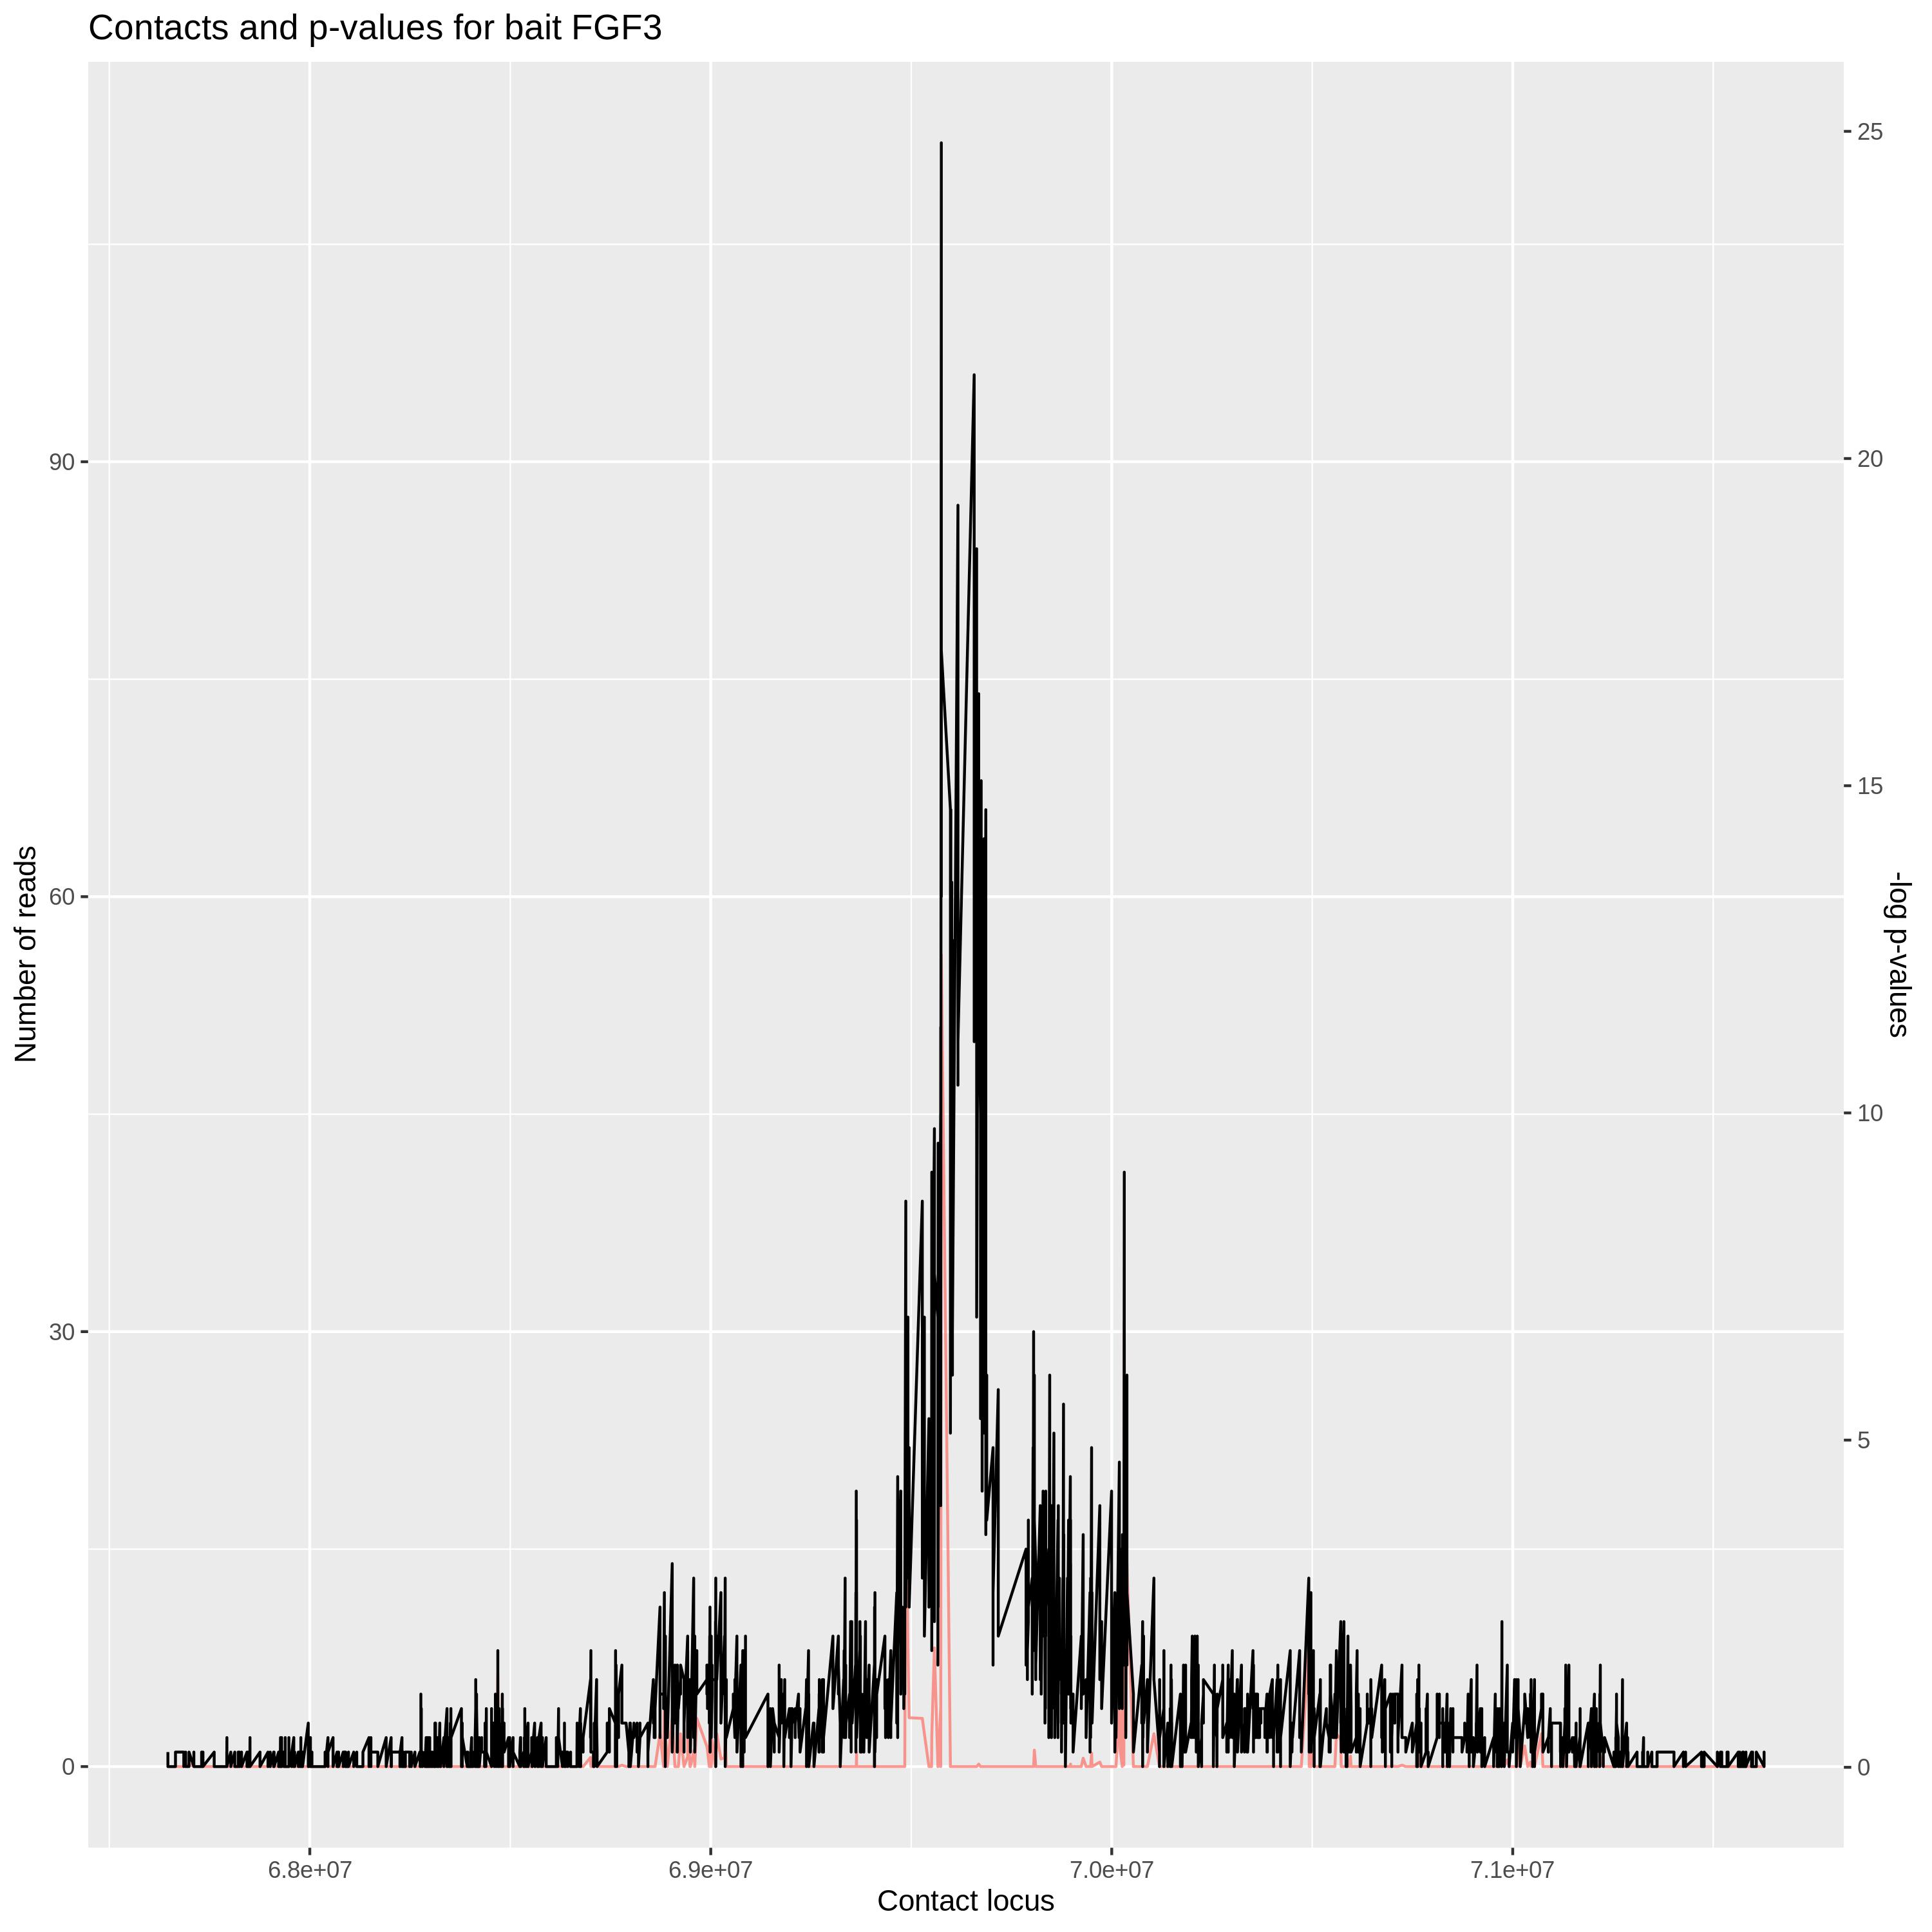 Contacts and p-values for bait FGF3
Number of reads
90
60
30
0
25
20
15
10
5
0
-log p-values
6.8e+07
6.9e+07
7.0e+07
7.1e+07
Contact locus